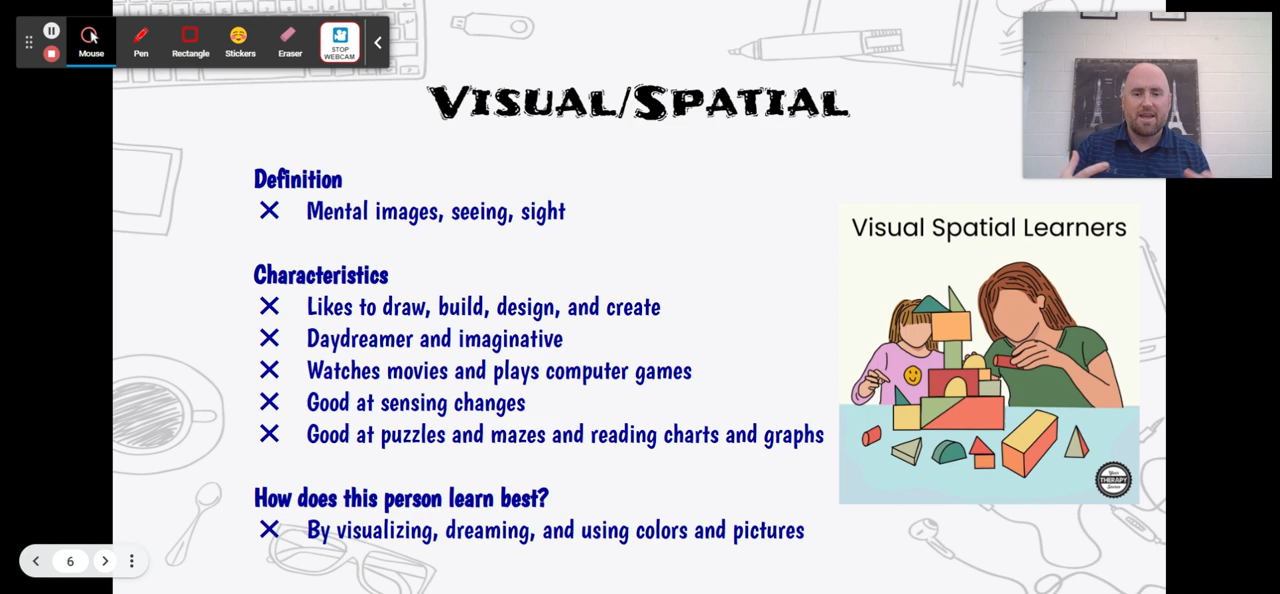 Mouse
Pen
Rectangle
Stickers
Eraser
STOP
WEBCAM
Visual/Spatial
Definition
✕ Mental images, seeing, sight
Characteristics
✕ Likes to draw, build, design, and create
✕ Daydreamer and imaginative
✕ Watches movies and plays computer games
✕ Good at sensing changes
✕ Good at puzzles and mazes and reading charts and graphs
How does this person learn best?
✕ By visualizing, dreaming, and using colors and pictures
Visual Spatial Learners
Your
THERAPY
Source
6